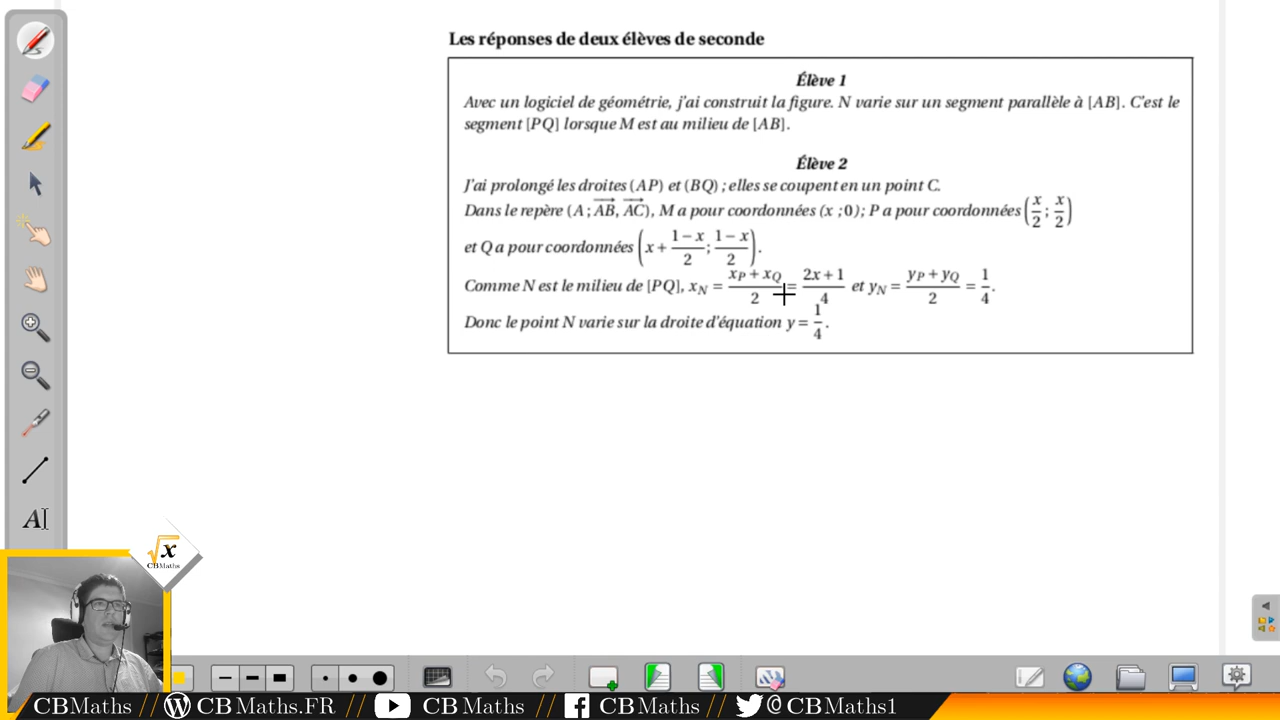 Les réponses de deux élèves de seconde
Élève 1
Avec un logiciel de géométrie, j'ai construit la figure. N varie sur un segment parallèle à [AB]. C'est le
segment [PQ] lorsque M est au milieu de [AB].
Élève 2
J'ai prolongé les droites (AP) et (BQ) ; elles se coupent en un point C.
Dans le repère (A ; \overrightarrow{AB}, \overrightarrow{AC}), M a pour coordonnées (x ; 0) ; P a pour coordonnées (x/2 ; x/2)
et Q a pour coordonnées (x + (1 − x)/2 ; (1 − x)/2).
Comme N est le milieu de [PQ], x_N = (x_P + x_Q)/2 = (2x + 1)/4 et y_N = (y_P + y_Q)/2 = 1/4.
Donc le point N varie sur la droite d'équation y = 1/4.
AI
√x
CBMaths
CBMaths // CBMaths.FR // CBMaths // CBMaths // @CBMaths1